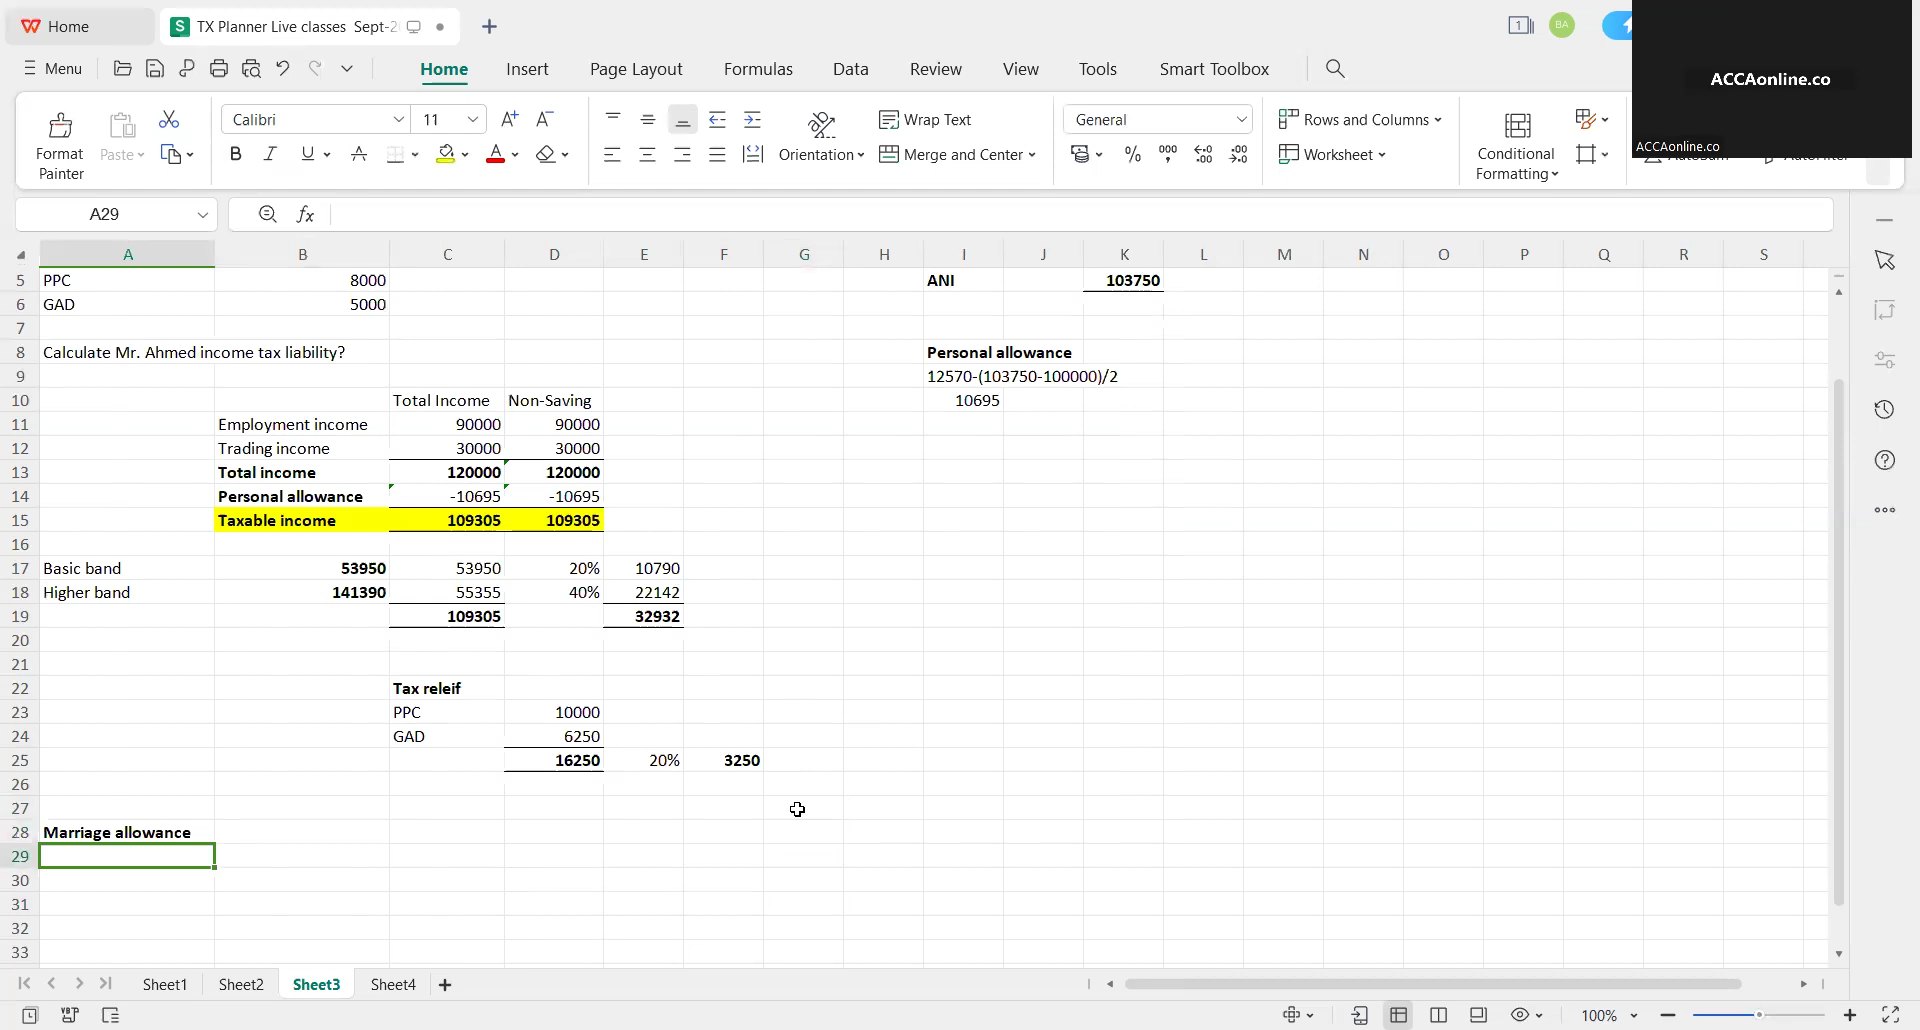 Home
TX Planner Live classes Sept-2
1
BA
ACCAonline.co
ACCAonline.co
Menu
Home
Insert
Page Layout
Formulas
Data
Review
View
Tools
Smart Toolbox
Format Painter
Paste
Calibri
11
A+
A-
B
I
U
A
A
Orientation
Wrap Text
Merge and Center
General
%
Rows and Columns
Worksheet
Conditional Formatting
A29
fx
A B C D E F G H I J K L M N O P Q R S
5 PPC 8000 ANI 103750
6 GAD 5000
7
8 Calculate Mr. Ahmed income tax liability? Personal allowance
9 12570-(103750-100000)/2
10 Total Income Non-Saving 10695
11 Employment income 90000 90000
12 Trading income 30000 30000
13 Total income 120000 120000
14 Personal allowance -10695 -10695
15 Taxable income 109305 109305
16
17 Basic band 53950 53950 20% 10790
18 Higher band 141390 55355 40% 22142
19 109305 32932
20
21
22 Tax releif
23 PPC 10000
24 GAD 6250
25 16250 20% 3250
26
27
28 Marriage allowance
29
30
31
32
33
Sheet1 Sheet2 Sheet3 Sheet4
100%